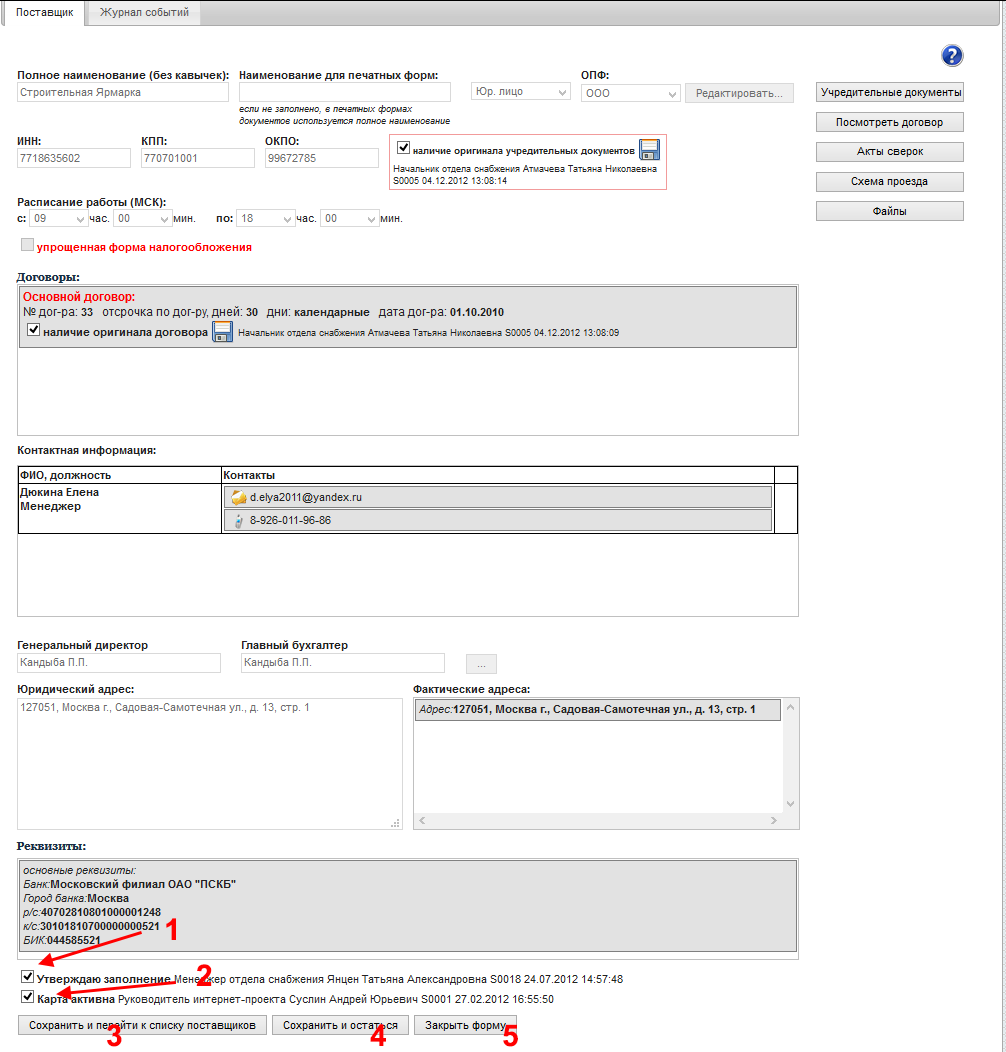 Поставщик Журнал событий
?
Полное наименование (без кавычек): Наименование для печатных форм: ОПФ:
Строительная Ярмарка Юр. лицо ООО Редактировать... Учредительные документы
если не заполнено, в печатных формах
документов используется полное наименование
Посмотреть договор
ИНН: КПП: ОКПО:
7718635602 770701001 99672785
наличие оригинала учредительных документов
Начальник отдела снабжения Атмачева Татьяна Николаевна
S0005 04.12.2012 13:08:14
Акты сверок
Схема проезда
Файлы
Расписание работы (МСК):
с: 09 час. 00 мин. по: 18 час. 00 мин.
упрощенная форма налогообложения
Договоры:
Основной договор:
№ дог-ра: 33 отсрочка по дог-ру, дней: 30 дни: календарные дата дог-ра: 01.10.2010
наличие оригинала договора Начальник отдела снабжения Атмачева Татьяна Николаевна S0005 04.12.2012 13:08:09
Контактная информация:
ФИО, должность Контакты
Дюкина Елена
Менеджер
d.elya2011@yandex.ru
8-926-011-96-86
Генеральный директор Главный бухгалтер
Кандыба П.П. Кандыба П.П. ...
Юридический адрес: Фактические адреса:
127051, Москва г., Садовая-Самотечная ул., д. 13, стр. 1
Адрес:127051, Москва г., Садовая-Самотечная ул., д. 13, стр. 1
Реквизиты:
основные реквизиты:
Банк:Московский филиал ОАО "ПСКБ"
Город банка:Москва
р/с:40702810801000001248
к/с:30101810700000000521
БИК:044585521
1
Утверждаю заполнение Менеджер отдела снабжения Янцен Татьяна Александровна S0018 24.07.2012 14:57:48
2
Карта активна Руководитель интернет-проекта Суслин Андрей Юрьевич S0001 27.02.2012 16:55:50
Сохранить и перейти к списку поставщиков Сохранить и остаться Закрыть форму
3 4 5